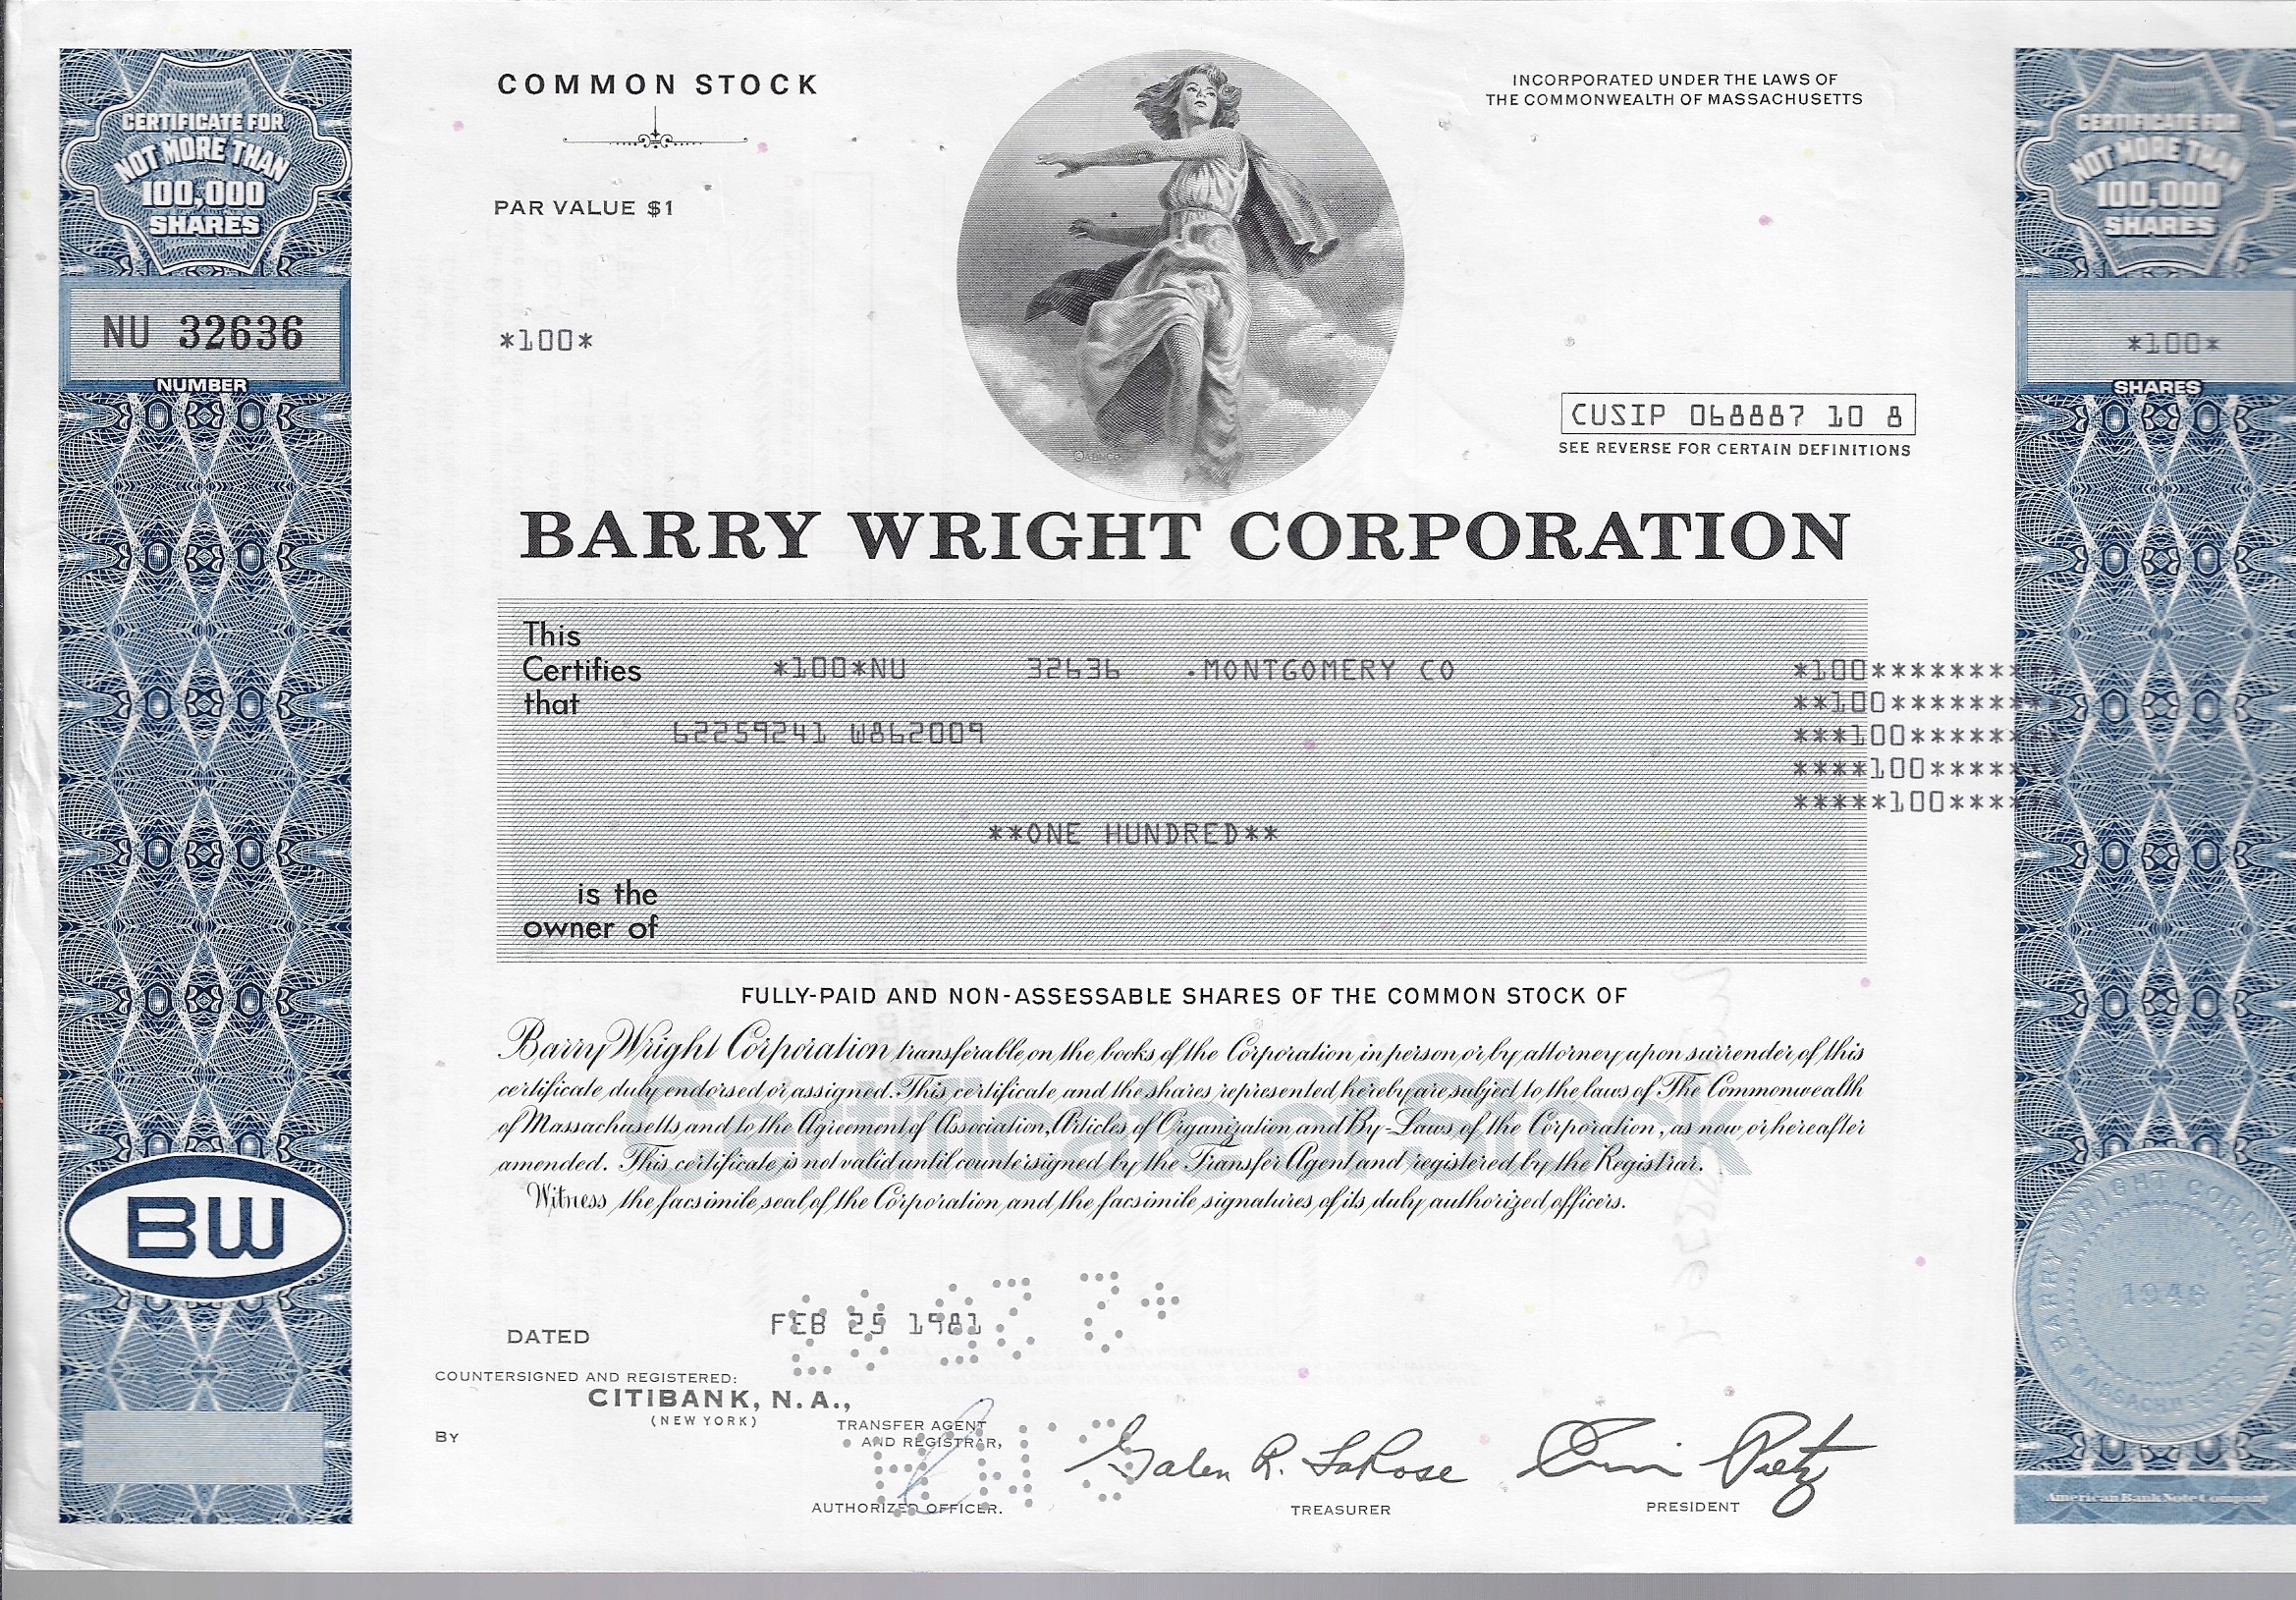 COMMON STOCK
INCORPORATED UNDER THE LAWS OF
THE COMMONWEALTH OF MASSACHUSETTS
CERTIFICATE FOR
NOT MORE THAN
100,000
SHARES
CERTIFICATE FOR
NOT MORE THAN
100,000
SHARES
PAR VALUE $1
NU 32636
NUMBER
*100*
*100*
SHARES
CUSIP 068887 10 8
SEE REVERSE FOR CERTAIN DEFINITIONS
BARRY WRIGHT CORPORATION
This
Certifies
that
*100*NU 32636 .MONTGOMERY CO
62259241 W862009
*100**********
**100*********
***100********
****100*******
*****100******
**ONE HUNDRED**
is the
owner of
FULLY-PAID AND NON-ASSESSABLE SHARES OF THE COMMON STOCK OF
Barry Wright Corporation transferable on the books of the Corporation in person or by attorney upon surrender of this
certificate duly endorsed or assigned. This certificate and the shares represented hereby are subject to the laws of The Commonwealth
of Massachusetts and to the Agreement of Association, Articles of Organization and By-Laws of the Corporation, as now or hereafter
amended. This certificate is not valid until countersigned by the Transfer Agent and registered by the Registrar.
Witness the facsimile seal of the Corporation and the facsimile signatures of its duly authorized officers.
Certificate of Stock
BW
BARRY WRIGHT CORPORATION
1946
MASSACHUSETTS
DATED
FEB 25 1981
COUNTERSIGNED AND REGISTERED:
CITIBANK, N.A.,
(NEW YORK)
TRANSFER AGENT
AND REGISTRAR,
BY
AUTHORIZED OFFICER.
Galen R. LaRose
TREASURER
Pietz
PRESIDENT
American Bank Note Company